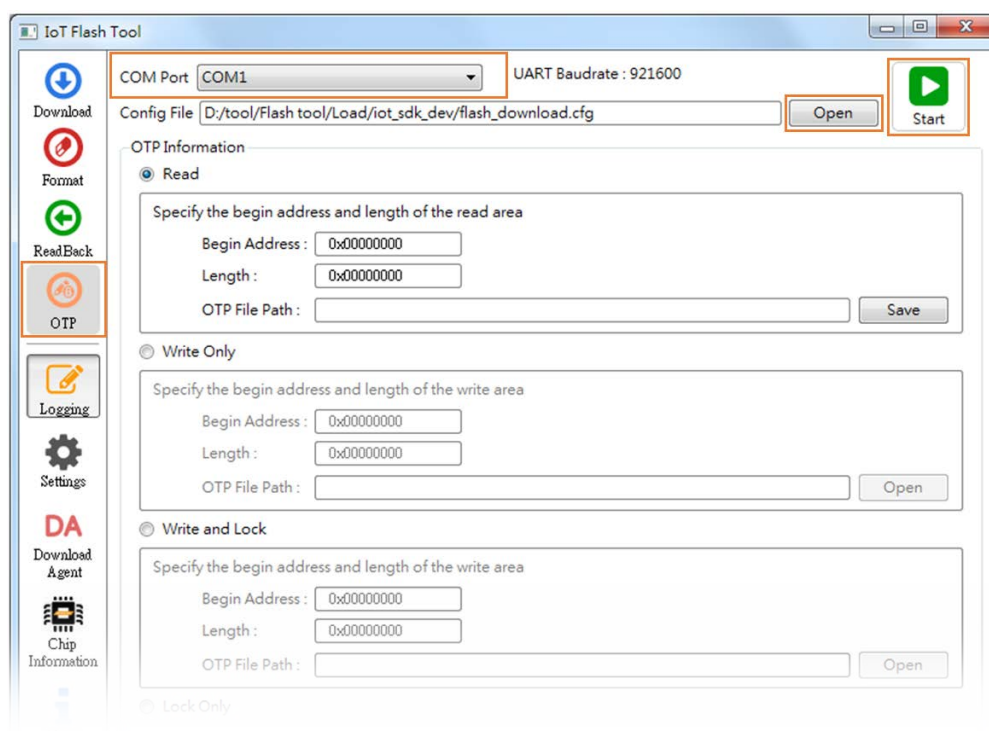 IoT Flash Tool
COM Port COM1 UART Baudrate : 921600
Config File D:/tool/Flash tool/Load/iot_sdk_dev/flash_download.cfg Open
Start
Download
Format
ReadBack
OTP
Logging
Settings
DA
Download
Agent
Chip
Information
OTP Information
Read
Specify the begin address and length of the read area
Begin Address : 0x00000000
Length : 0x00000000
OTP File Path : Save
Write Only
Specify the begin address and length of the write area
Begin Address : 0x00000000
Length : 0x00000000
OTP File Path : Open
Write and Lock
Specify the begin address and length of the write area
Begin Address : 0x00000000
Length : 0x00000000
OTP File Path : Open
Lock Only